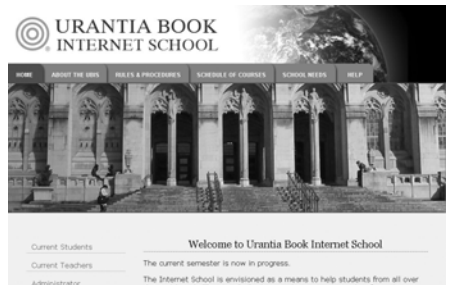 URANTIA BOOK
INTERNET SCHOOL
HOME ABOUT THE UBIS RULES & PROCEDURES SCHEDULE OF COURSES SCHOOL NEEDS HELP
Welcome to Urantia Book Internet School
Current Students
The current semester is now in progress.
Current Teachers
The Internet School is envisioned as a means to help students from all over
Administrator